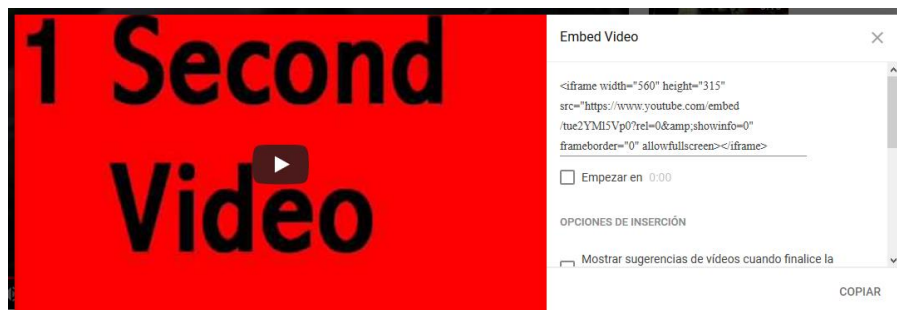 1 Second
Video
Embed Video
<iframe width="560" height="315"
src="https://www.youtube.com/embed
/tue2YMl5Vp0?rel=0&amp;showinfo=0"
frameborder="0" allowfullscreen></iframe>
Empezar en 0:00
OPCIONES DE INSERCIÓN
Mostrar sugerencias de vídeos cuando finalice la
COPIAR